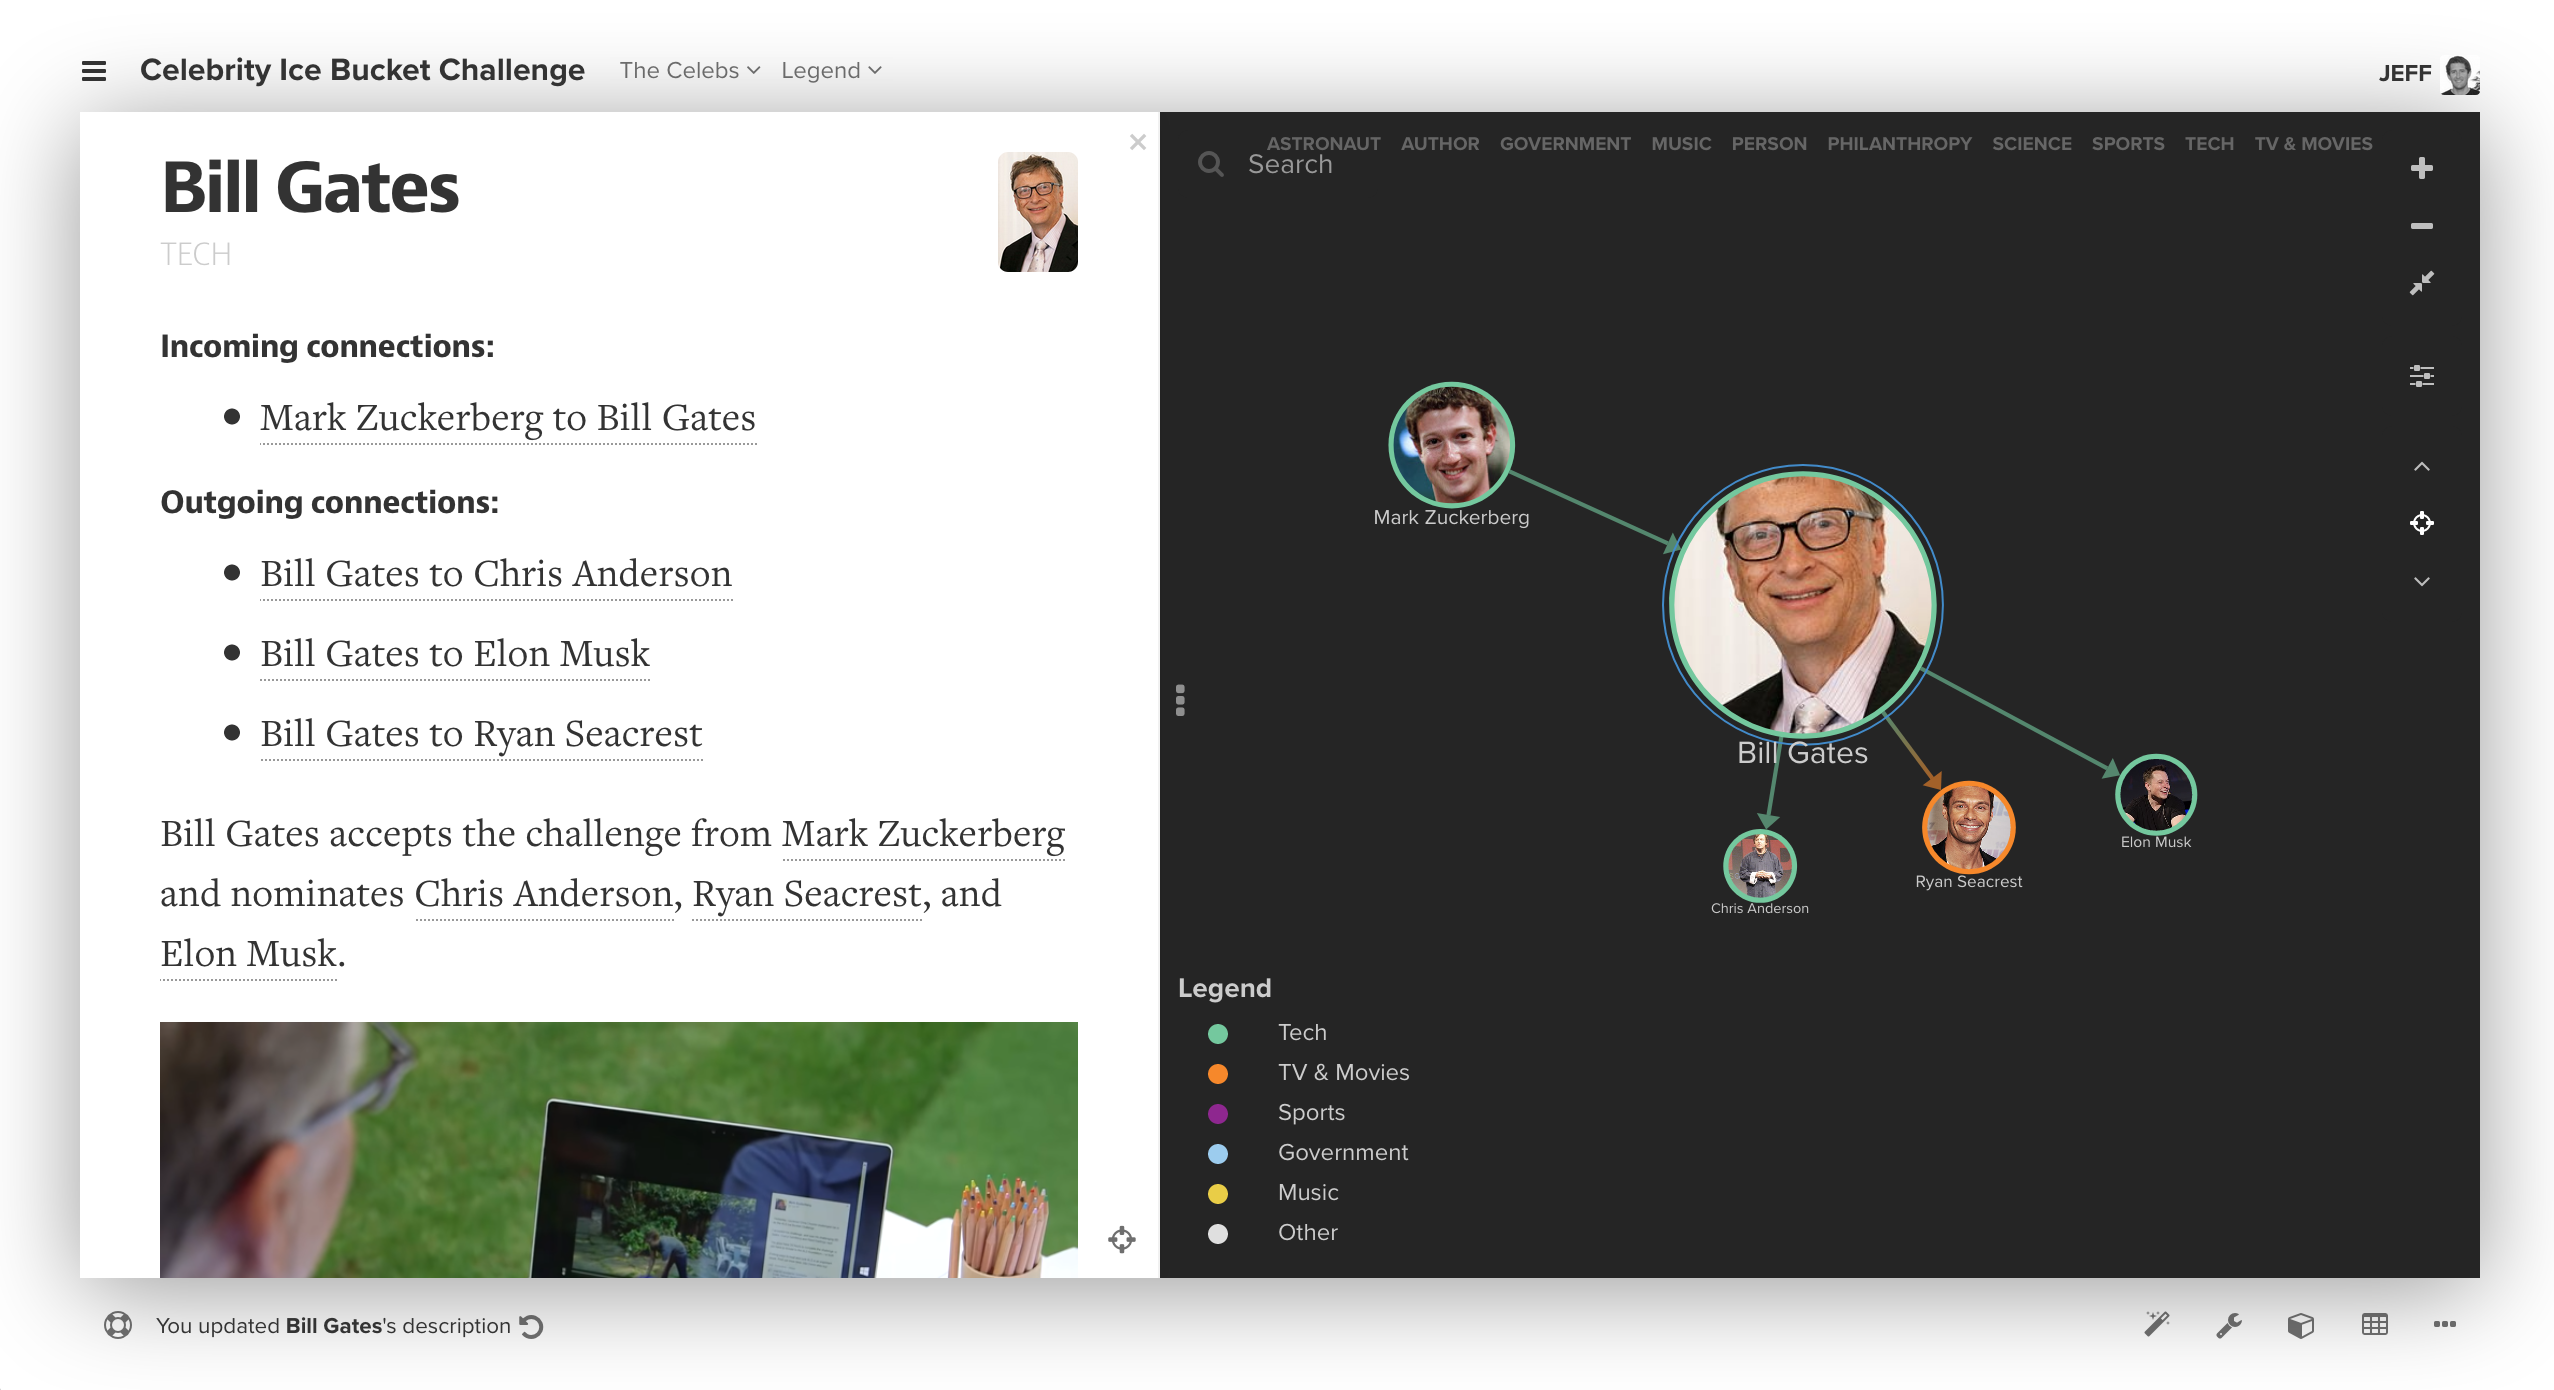 Celebrity Ice Bucket Challenge The Celebs Legend
JEFF
Bill Gates
TECH
Incoming connections:
Mark Zuckerberg to Bill Gates
Outgoing connections:
Bill Gates to Chris Anderson
Bill Gates to Elon Musk
Bill Gates to Ryan Seacrest
Bill Gates accepts the challenge from Mark Zuckerberg
and nominates Chris Anderson, Ryan Seacrest, and
Elon Musk.
ASTRONAUT AUTHOR GOVERNMENT MUSIC PERSON PHILANTHROPY SCIENCE SPORTS TECH TV & MOVIES
Search
Mark Zuckerberg
Bill Gates
Elon Musk
Ryan Seacrest
Chris Anderson
Legend
Tech
TV & Movies
Sports
Government
Music
Other
You updated Bill Gates's description